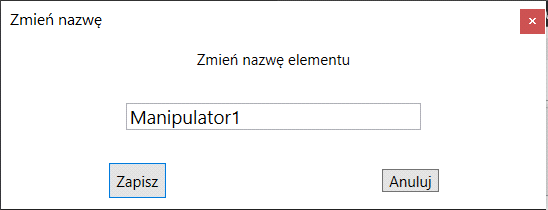 Zmień nazwę
Zmień nazwę elementu
Manipulator1
Zapisz
Anuluj